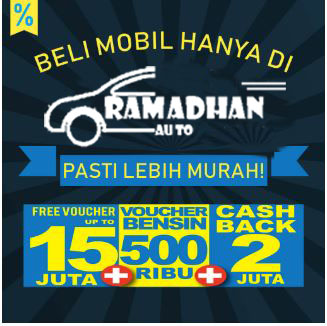 %
BELI MOBIL HANYA DI
RAMADHAN
AUTO
PASTI LEBIH MURAH!
FREE VOUCHER
UP TO
15
JUTA
+
VOUCHER
BENSIN
500
RIBU
+
CASH
BACK
2
JUTA